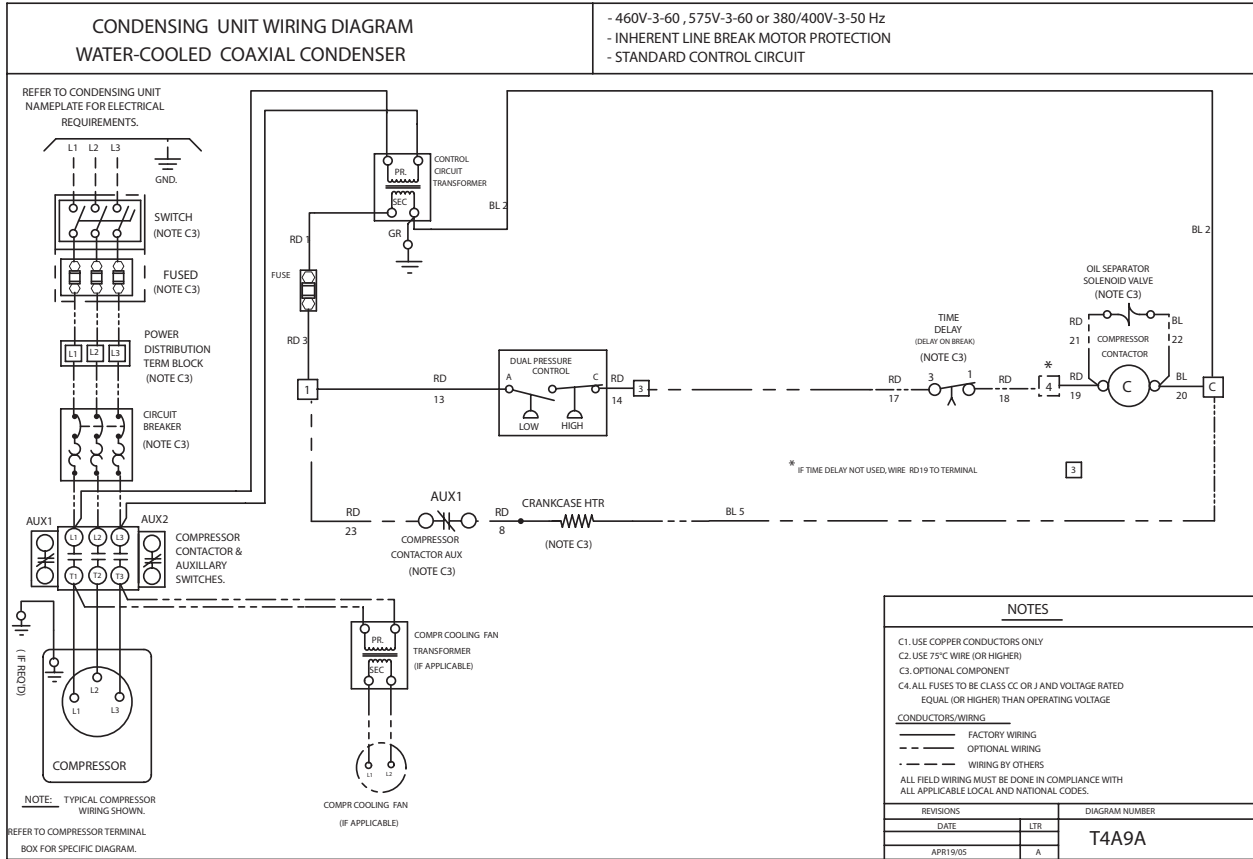 CONDENSING UNIT WIRING DIAGRAM
WATER-COOLED COAXIAL CONDENSER
- 460V-3-60 , 575V-3-60 or 380/400V-3-50 Hz
- INHERENT LINE BREAK MOTOR PROTECTION
- STANDARD CONTROL CIRCUIT
REFER TO CONDENSING UNIT
NAMEPLATE FOR ELECTRICAL
REQUIREMENTS.
L1 L2 L3
GND.
SWITCH
(NOTE C3)
FUSED
(NOTE C3)
POWER
DISTRIBUTION
TERM BLOCK
(NOTE C3)
L1 L2 L3
CIRCUIT
BREAKER
(NOTE C3)
AUX1
AUX2
L1 L2 L3
T1 T2 T3
COMPRESSOR
CONTACTOR &
AUXILLARY
SWITCHES.
(IF REQ'D)
L2
L1 L3
COMPRESSOR
NOTE: TYPICAL COMPRESSOR
WIRING SHOWN.
REFER TO COMPRESSOR TERMINAL
BOX FOR SPECIFIC DIAGRAM.
PR.
SEC
CONTROL
CIRCUIT
TRANSFORMER
GR
BL 2
BL 2
RD 1
FUSE
RD 3
1
RD
13
DUAL PRESSURE
CONTROL
A C
LOW HIGH
RD
14
3
RD
17
TIME
DELAY
(DELAY ON BREAK)
(NOTE C3)
3 1
RD
18
*
4
RD
19
OIL SEPARATOR
SOLENOID VALVE
(NOTE C3)
RD
21
BL
22
COMPRESSOR
CONTACTOR
C
BL
20
C
* IF TIME DELAY NOT USED, WIRE RD19 TO TERMINAL
3
RD
23
AUX1
COMPRESSOR
CONTACTOR AUX
(NOTE C3)
RD
8
CRANKCASE HTR
(NOTE C3)
BL 5
PR.
SEC
COMPR COOLING FAN
TRANSFORMER
(IF APPLICABLE)
L1 L2
COMPR COOLING FAN
(IF APPLICABLE)
NOTES
C1. USE COPPER CONDUCTORS ONLY
C2. USE 75°C WIRE (OR HIGHER)
C3. OPTIONAL COMPONENT
C4. ALL FUSES TO BE CLASS CC OR J AND VOLTAGE RATED
EQUAL (OR HIGHER) THAN OPERATING VOLTAGE
CONDUCTORS/WIRNG
FACTORY WIRING
OPTIONAL WIRING
WIRING BY OTHERS
ALL FIELD WIRING MUST BE DONE IN COMPLIANCE WITH
ALL APPLICABLE LOCAL AND NATIONAL CODES.
REVISIONS
DIAGRAM NUMBER
DATE LTR
T4A9A
APR19/05 A